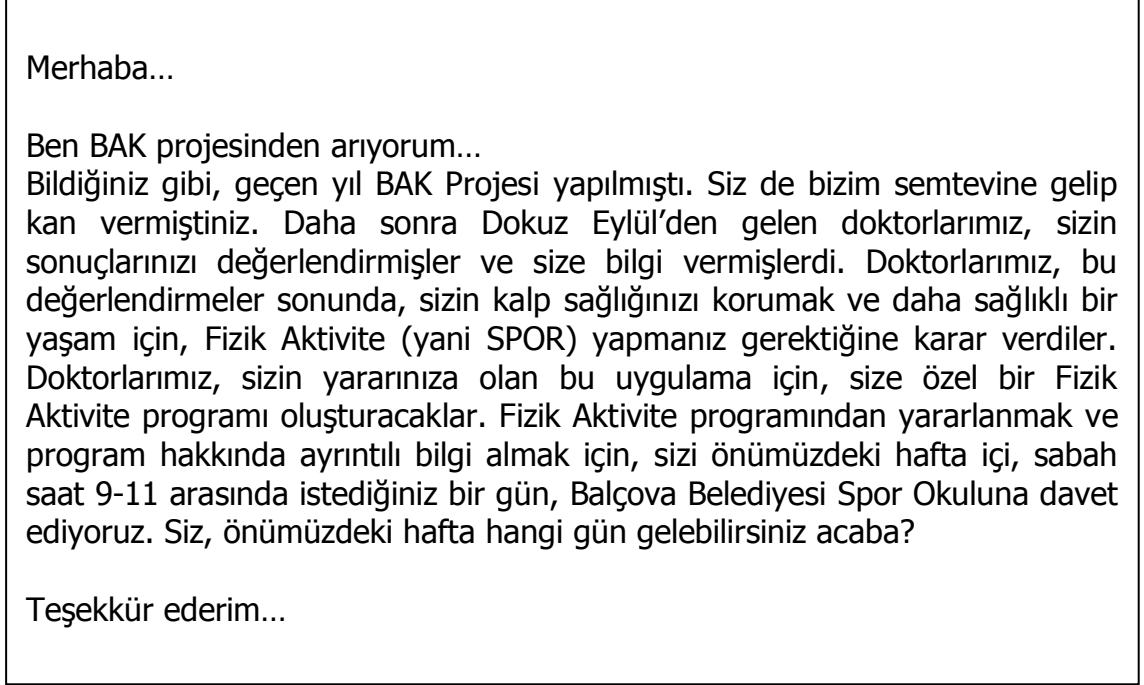 Merhaba…
Ben BAK projesinden arıyorum…
Bildiğiniz gibi, geçen yıl BAK Projesi yapılmıştı. Siz de bizim semtevine gelip
kan vermiştiniz. Daha sonra Dokuz Eylül’den gelen doktorlarımız, sizin
sonuçlarınızı değerlendirmişler ve size bilgi vermişlerdi. Doktorlarımız, bu
değerlendirmeler sonunda, sizin kalp sağlığınızı korumak ve daha sağlıklı bir
yaşam için, Fizik Aktivite (yani SPOR) yapmanız gerektiğine karar verdiler.
Doktorlarımız, sizin yararınıza olan bu uygulama için, size özel bir Fizik
Aktivite programı oluşturacaklar. Fizik Aktivite programından yararlanmak ve
program hakkında ayrıntılı bilgi almak için, sizi önümüzdeki hafta içi, sabah
saat 9-11 arasında istediğiniz bir gün, Balçova Belediyesi Spor Okuluna davet
ediyoruz. Siz, önümüzdeki hafta hangi gün gelebilirsiniz acaba?
Teşekkür ederim…